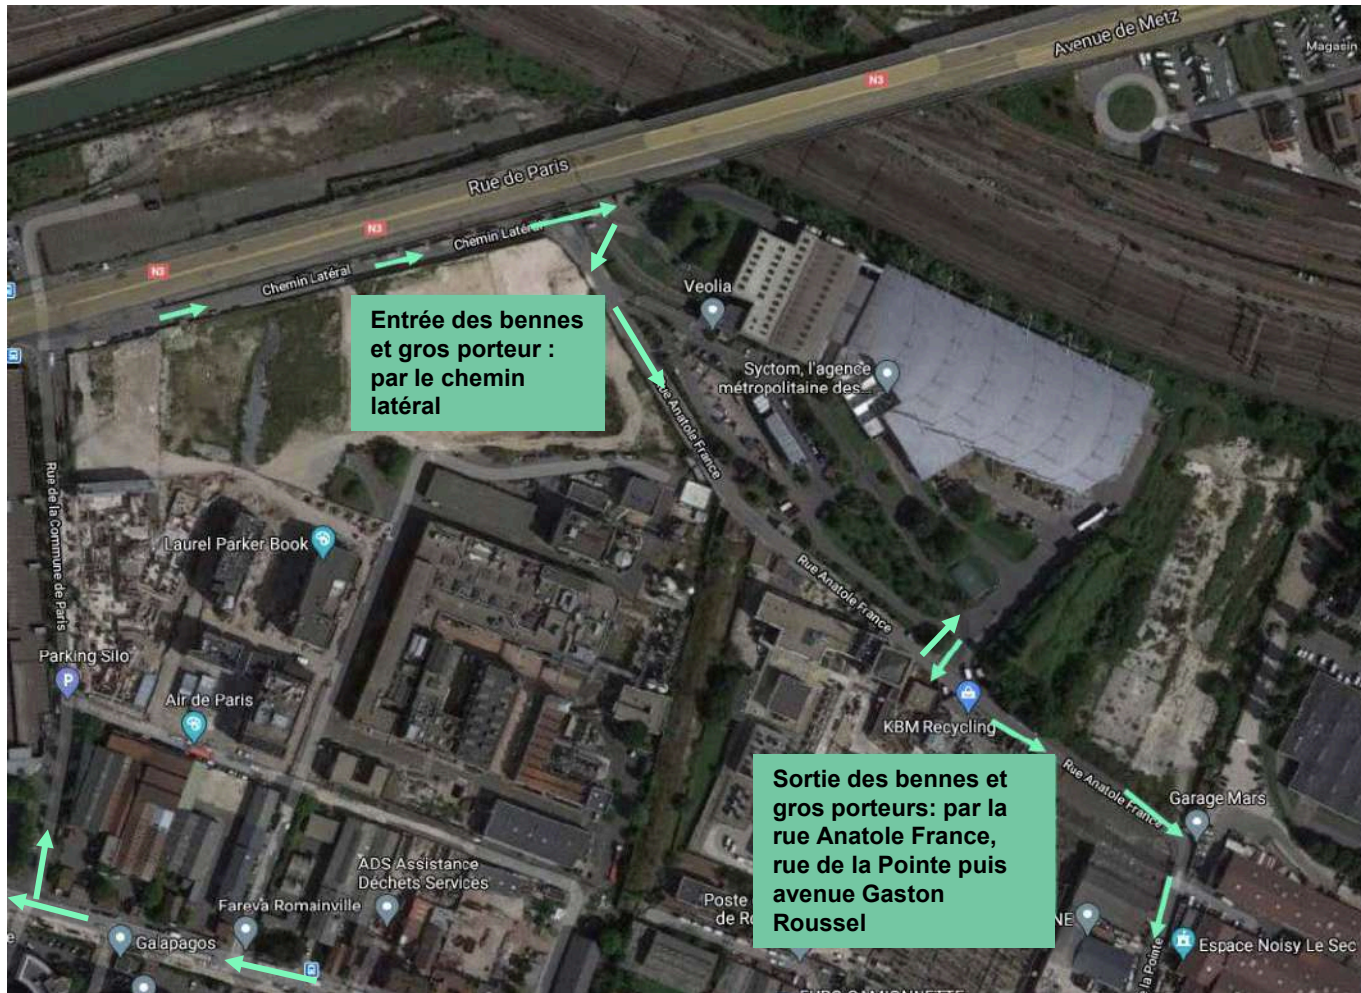 Avenue de Metz
Magasin
N3
Rue de Paris
N3
Chemin Latéral
N3
Chemin Latéral
Veolia
Entrée des bennes
et gros porteur :
par le chemin
latéral
Syctom, l'agence
métropolitaine des...
Rue Anatole France
Rue de la Commune de Paris
Laurel Parker Book
Rue Anatole France
Parking Silo
P
Air de Paris
KBM Recycling
Sortie des bennes et
gros porteurs: par la
rue Anatole France,
rue de la Pointe puis
avenue Gaston
Roussel
Rue Anatole France
Garage Mars
ADS Assistance
Déchets Services
Fareva Romainville
Poste
de
Galapagos
Espace Noisy Le Sec
la Pointe